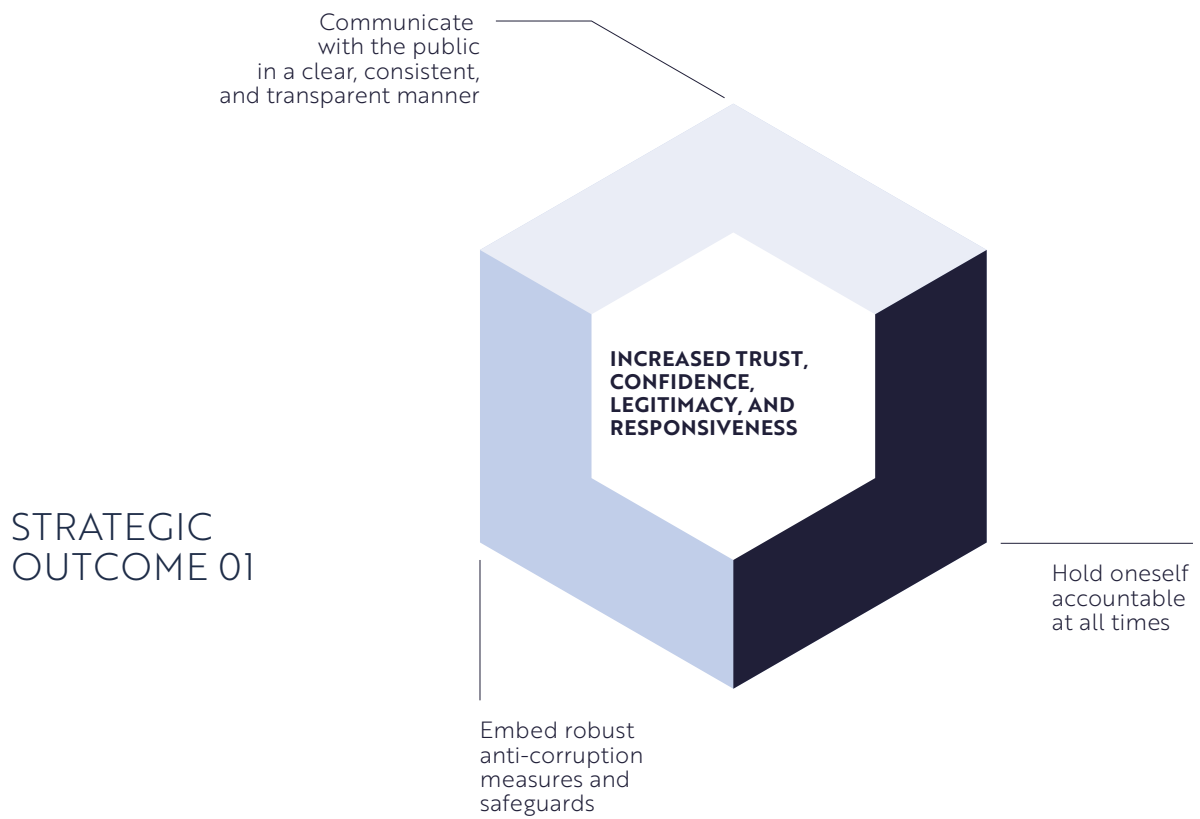 Communicate
with the public
in a clear, consistent,
and transparent manner
INCREASED TRUST,
CONFIDENCE,
LEGITIMACY, AND
RESPONSIVENESS
STRATEGIC
OUTCOME 01
Hold oneself
accountable
at all times
Embed robust
anti-corruption
measures and
safeguards